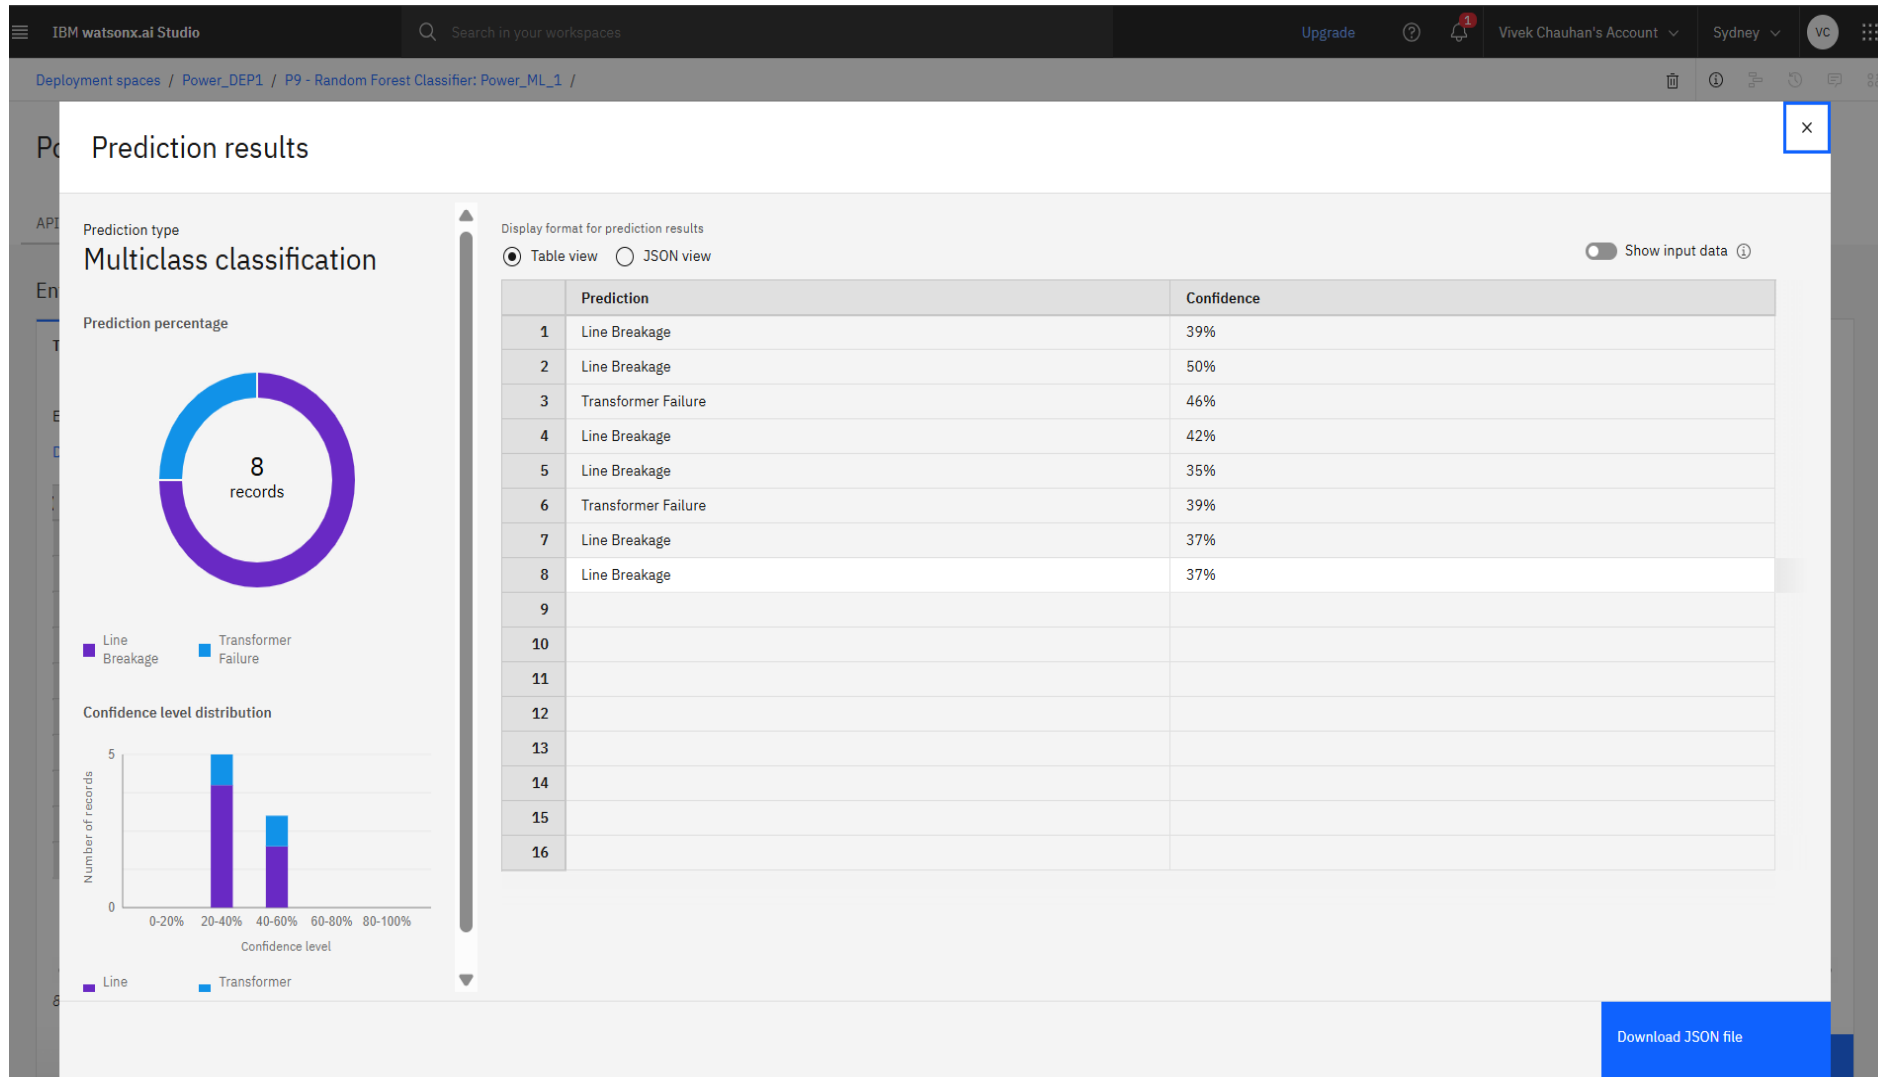 IBM watsonx.ai Studio
Search in your workspaces
Upgrade
1
Vivek Chauhan's Account
Sydney
VC
Deployment spaces / Power_DEP1 / P9 - Random Forest Classifier: Power_ML_1 /
Prediction results
Prediction type
Multiclass classification
Prediction percentage
8
records
Line Breakage
Transformer Failure
Confidence level distribution
5
0
Number of records
0-20% 20-40% 40-60% 60-80% 80-100%
Confidence level
Line
Transformer
Display format for prediction results
Table view
JSON view
Show input data
Prediction Confidence
1 Line Breakage 39%
2 Line Breakage 50%
3 Transformer Failure 46%
4 Line Breakage 42%
5 Line Breakage 35%
6 Transformer Failure 39%
7 Line Breakage 37%
8 Line Breakage 37%
9
10
11
12
13
14
15
16
Download JSON file